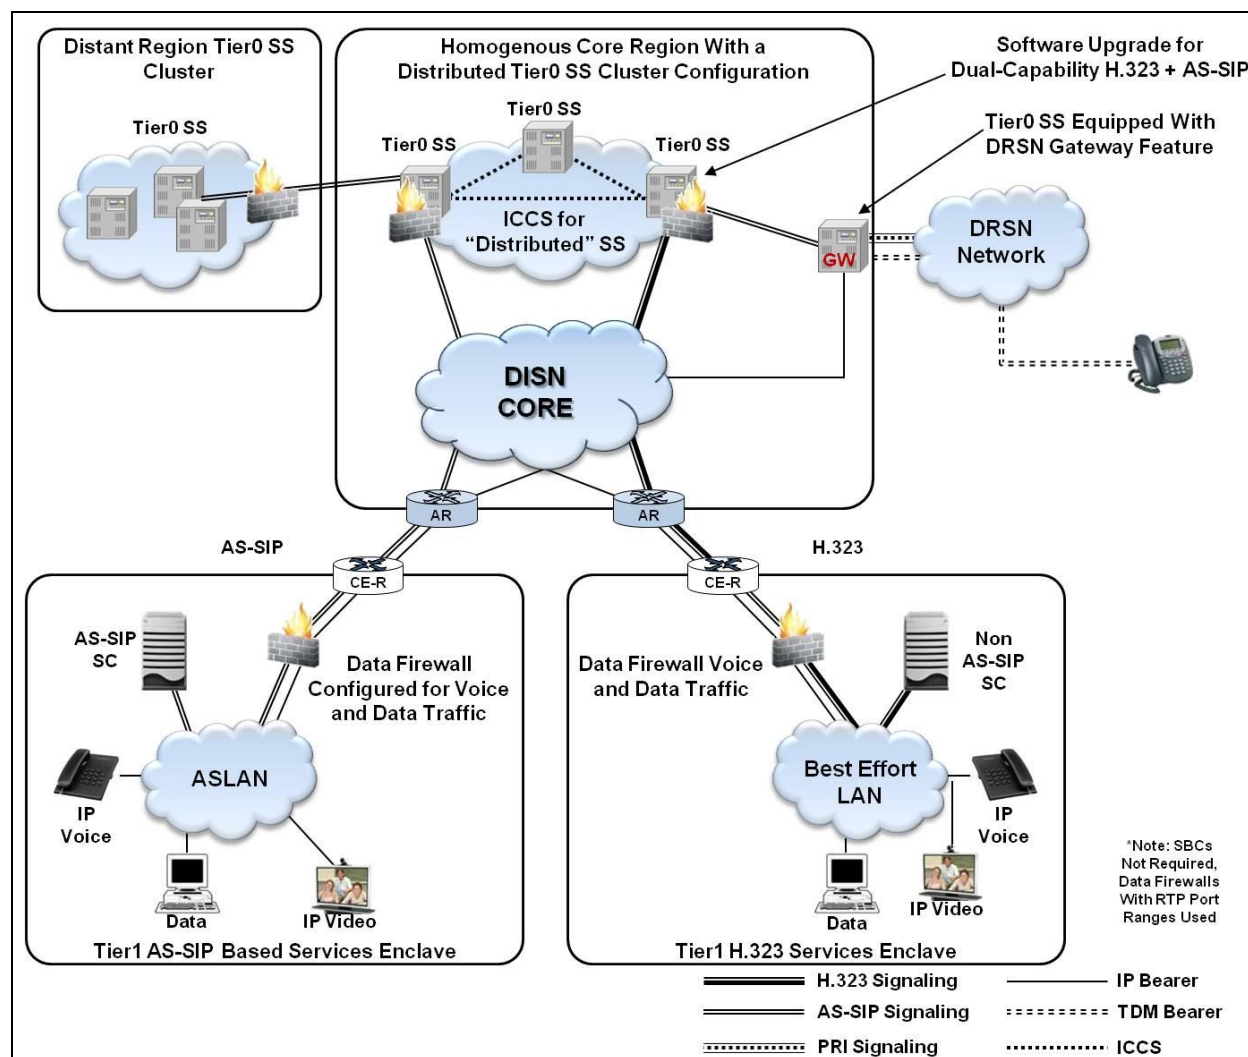 Distant Region Tier0 SS
Cluster
Tier0 SS
Homogenous Core Region With a
Distributed Tier0 SS Cluster Configuration
Tier0 SS
Tier0 SS
Tier0 SS
ICCS for
“Distributed” SS
Software Upgrade for
Dual-Capability H.323 + AS-SIP
Tier0 SS Equipped With
DRSN Gateway Feature
GW
DRSN
Network
DISN
CORE
AR
AR
AS-SIP
H.323
CE-R
CE-R
AS-SIP
SC
Data Firewall
Configured for Voice
and Data Traffic
ASLAN
IP
Voice
Data
IP Video
Tier1 AS-SIP Based Services Enclave
Data Firewall Voice
and Data Traffic
Non
AS-SIP
SC
Best Effort
LAN
IP
Voice
Data
IP Video
Tier1 H.323 Services Enclave
*Note: SBCs
Not Required,
Data Firewalls
With RTP Port
Ranges Used
H.323 Signaling
IP Bearer
AS-SIP Signaling
TDM Bearer
PRI Signaling
ICCS